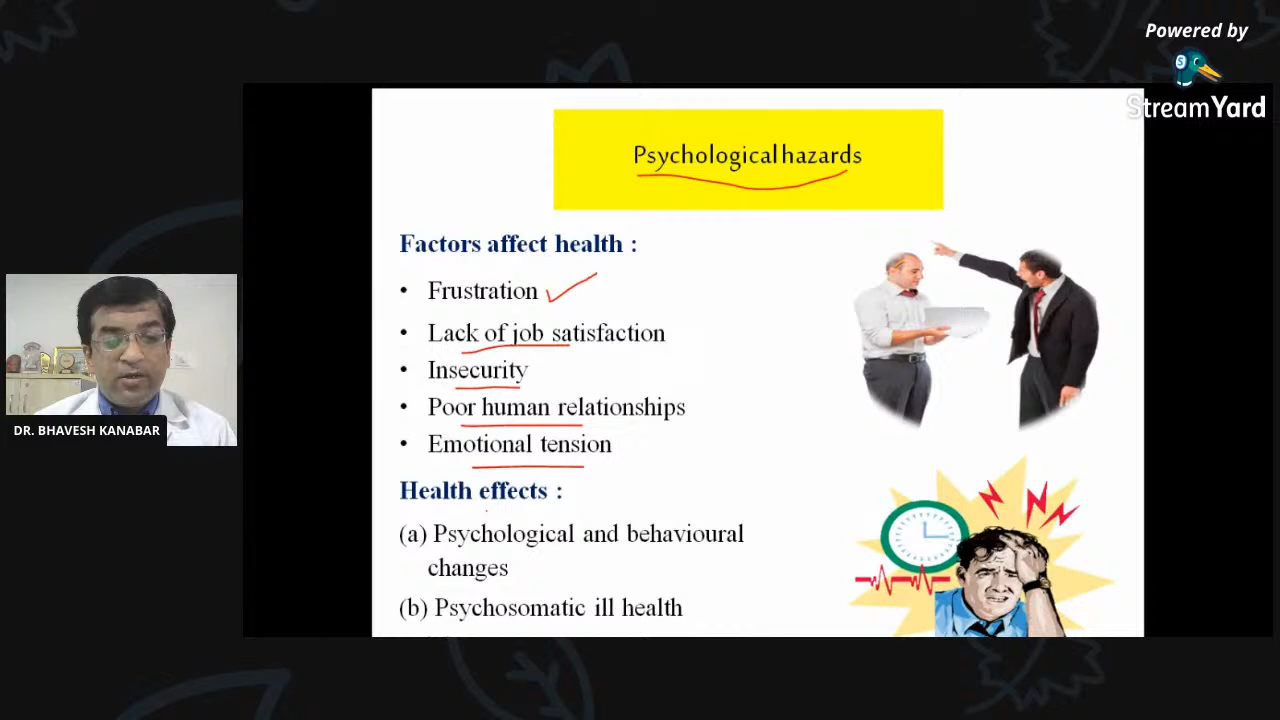 Powered by
StreamYard
Psychological hazards
Factors affect health :
• Frustration
• Lack of job satisfaction
• Insecurity
• Poor human relationships
• Emotional tension
Health effects :
(a) Psychological and behavioural
changes
(b) Psychosomatic ill health
DR. BHAVESH KANABAR